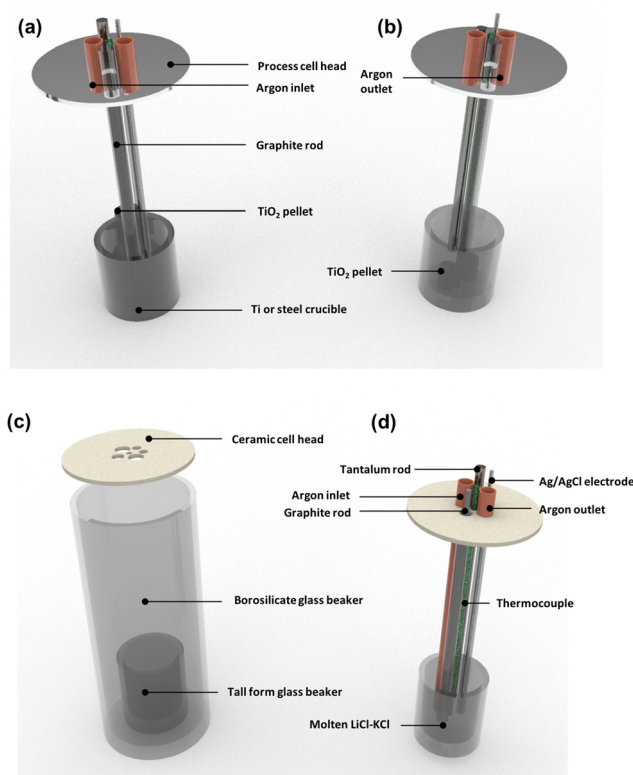 (a)
Process cell head
Argon inlet
Graphite rod
TiO₂ pellet
Ti or steel crucible
(b)
Argon
outlet
TiO₂ pellet
(c)
Ceramic cell head
Borosilicate glass beaker
Tall form glass beaker
(d)
Tantalum rod
Ag/AgCl electrode
Argon inlet
Graphite rod
Argon outlet
Thermocouple
Molten LiCl-KCl